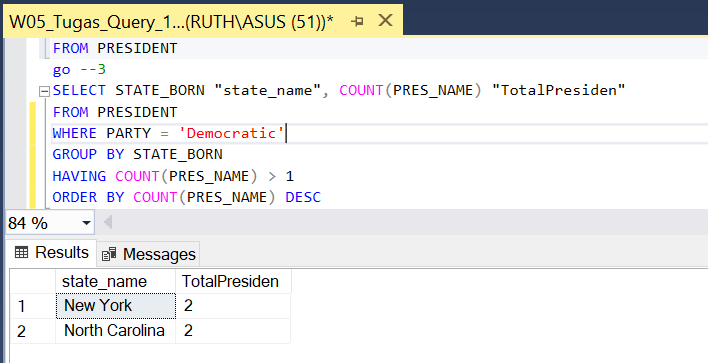 W05_Tugas_Query_1...(RUTH\ASUS (51))*
FROM PRESIDENT
go --3
SELECT STATE_BORN "state_name", COUNT(PRES_NAME) "TotalPresiden"
FROM PRESIDENT
WHERE PARTY = 'Democratic'
GROUP BY STATE_BORN
HAVING COUNT(PRES_NAME) > 1
ORDER BY COUNT(PRES_NAME) DESC
84 %
Results Messages
state_name TotalPresiden
1 New York 2
2 North Carolina 2